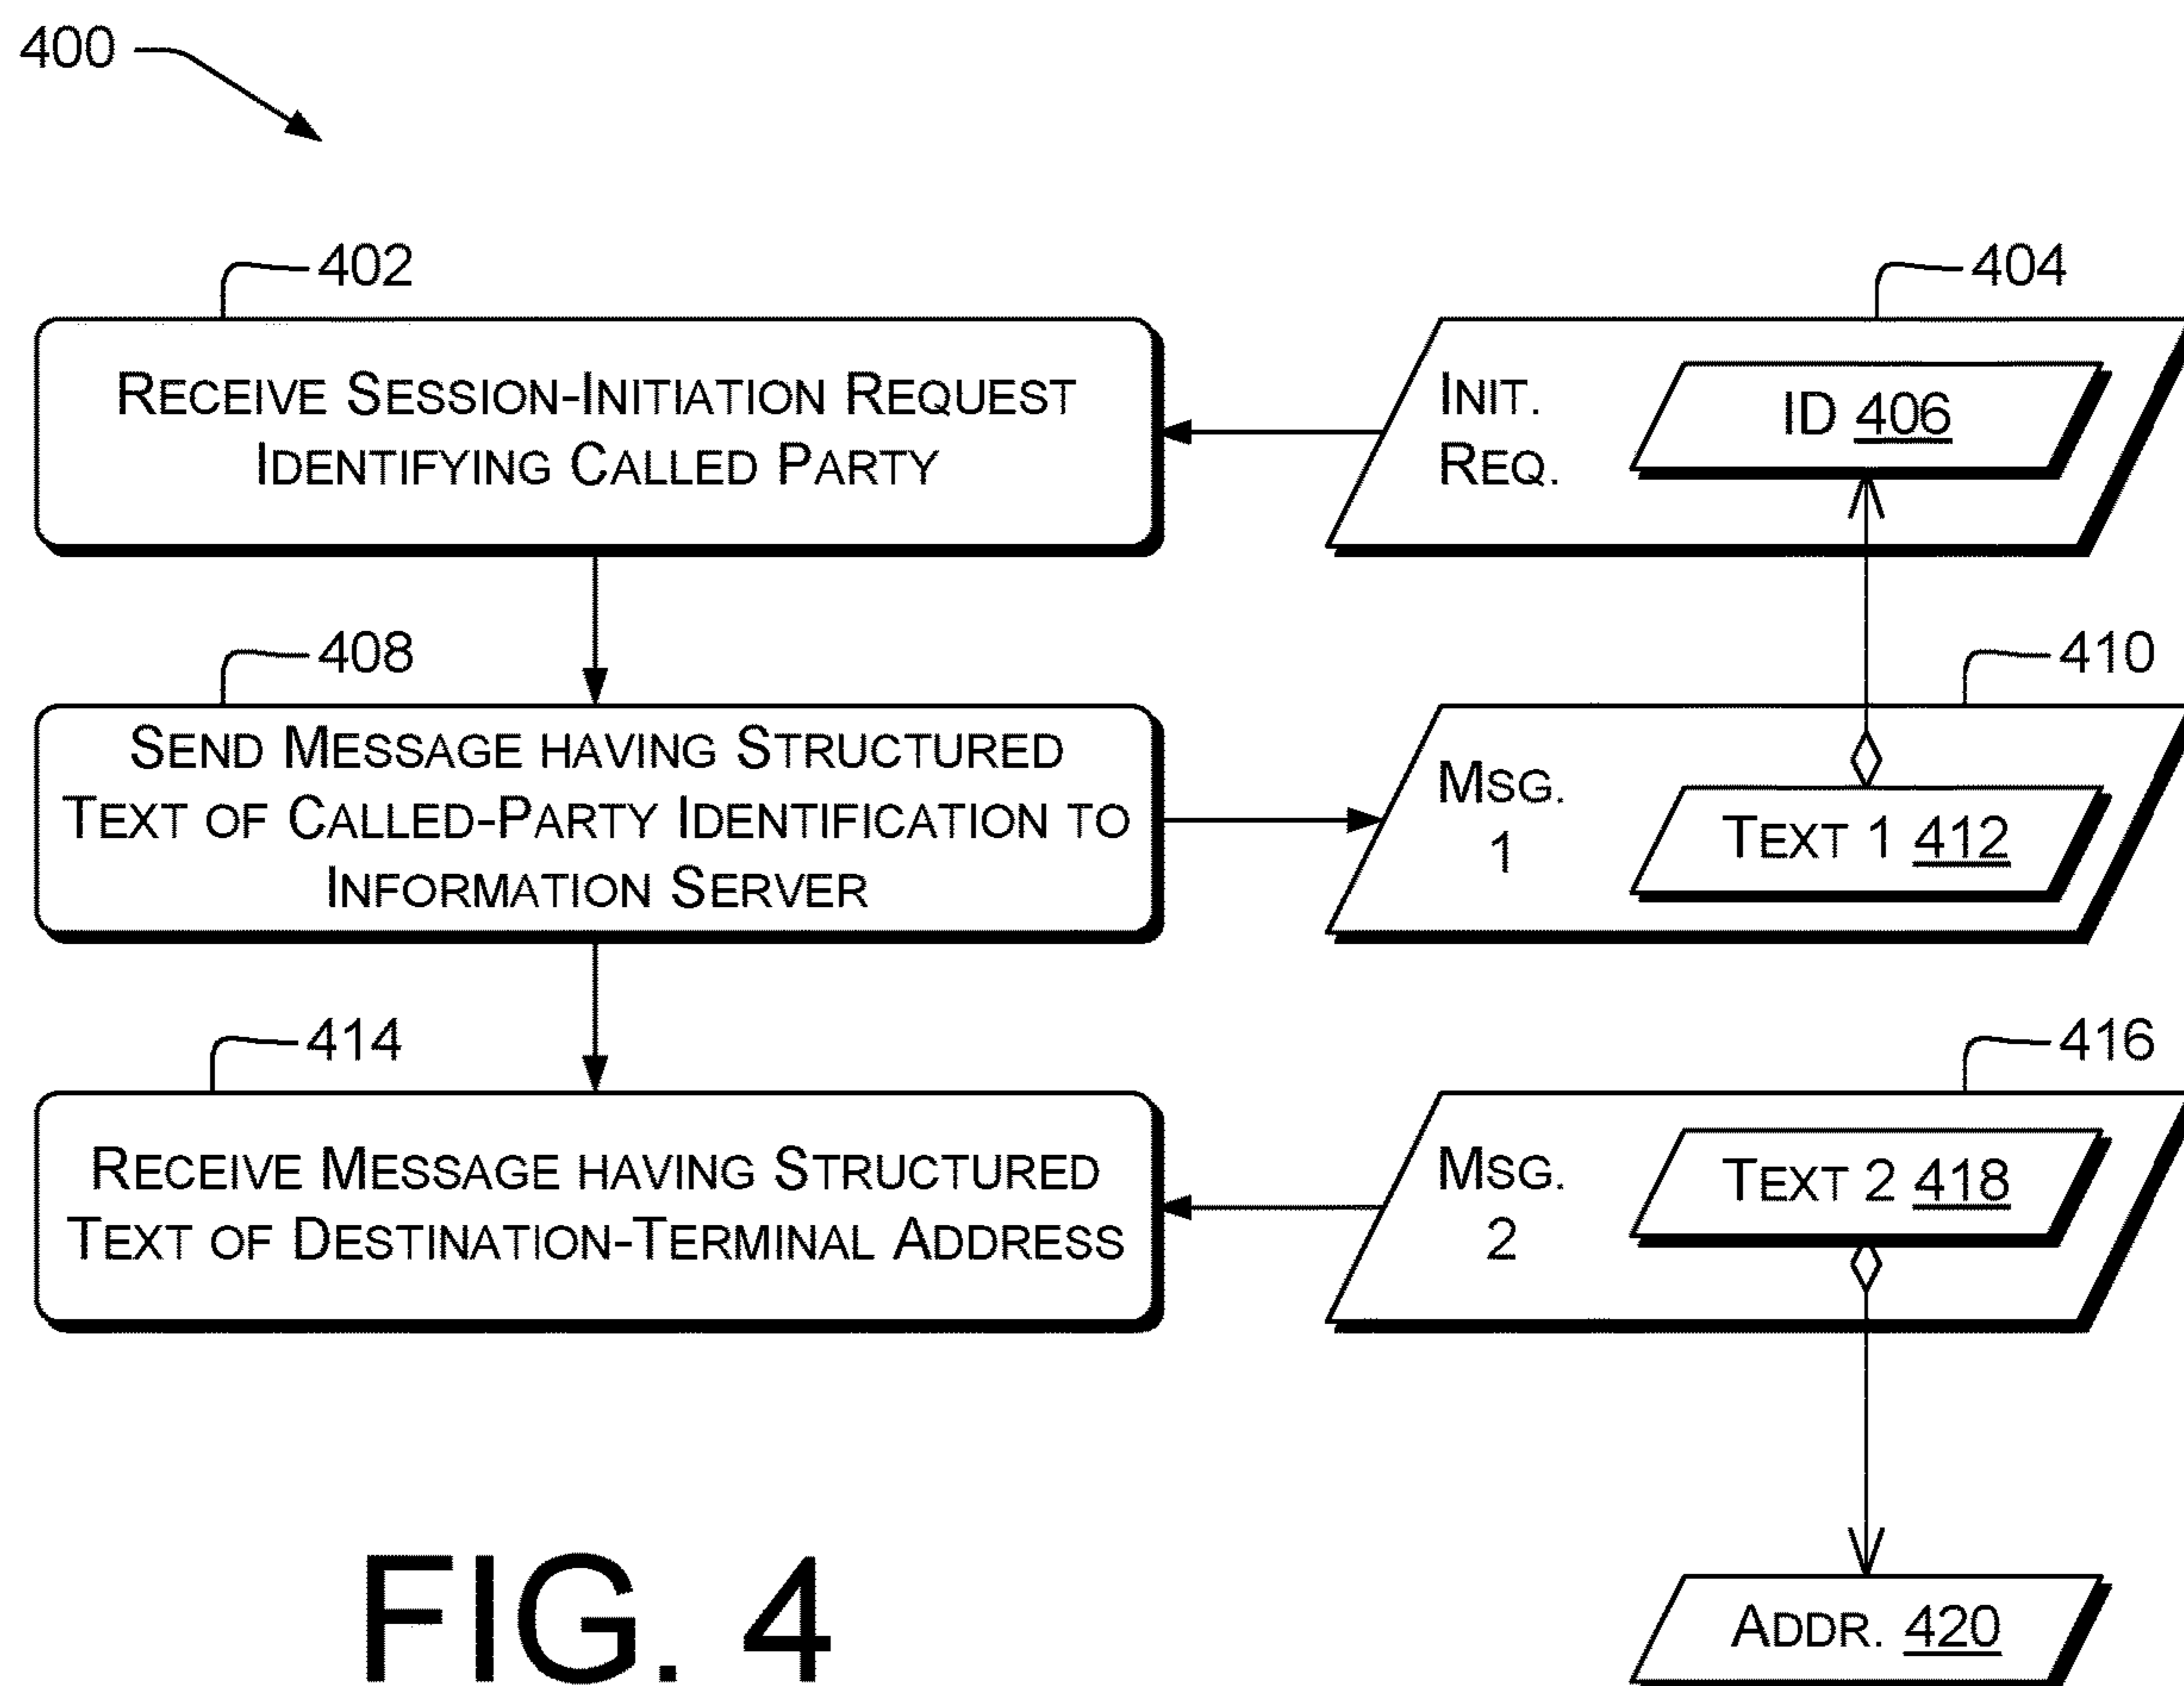 400
402
RECEIVE SESSION-INITIATION REQUEST
IDENTIFYING CALLED PARTY
404
INIT.
REQ.
ID 406
408
SEND MESSAGE HAVING STRUCTURED
TEXT OF CALLED-PARTY IDENTIFICATION TO
INFORMATION SERVER
410
MSG.
1
TEXT 1 412
414
RECEIVE MESSAGE HAVING STRUCTURED
TEXT OF DESTINATION-TERMINAL ADDRESS
416
MSG.
2
TEXT 2 418
ADDR. 420
FIG. 4